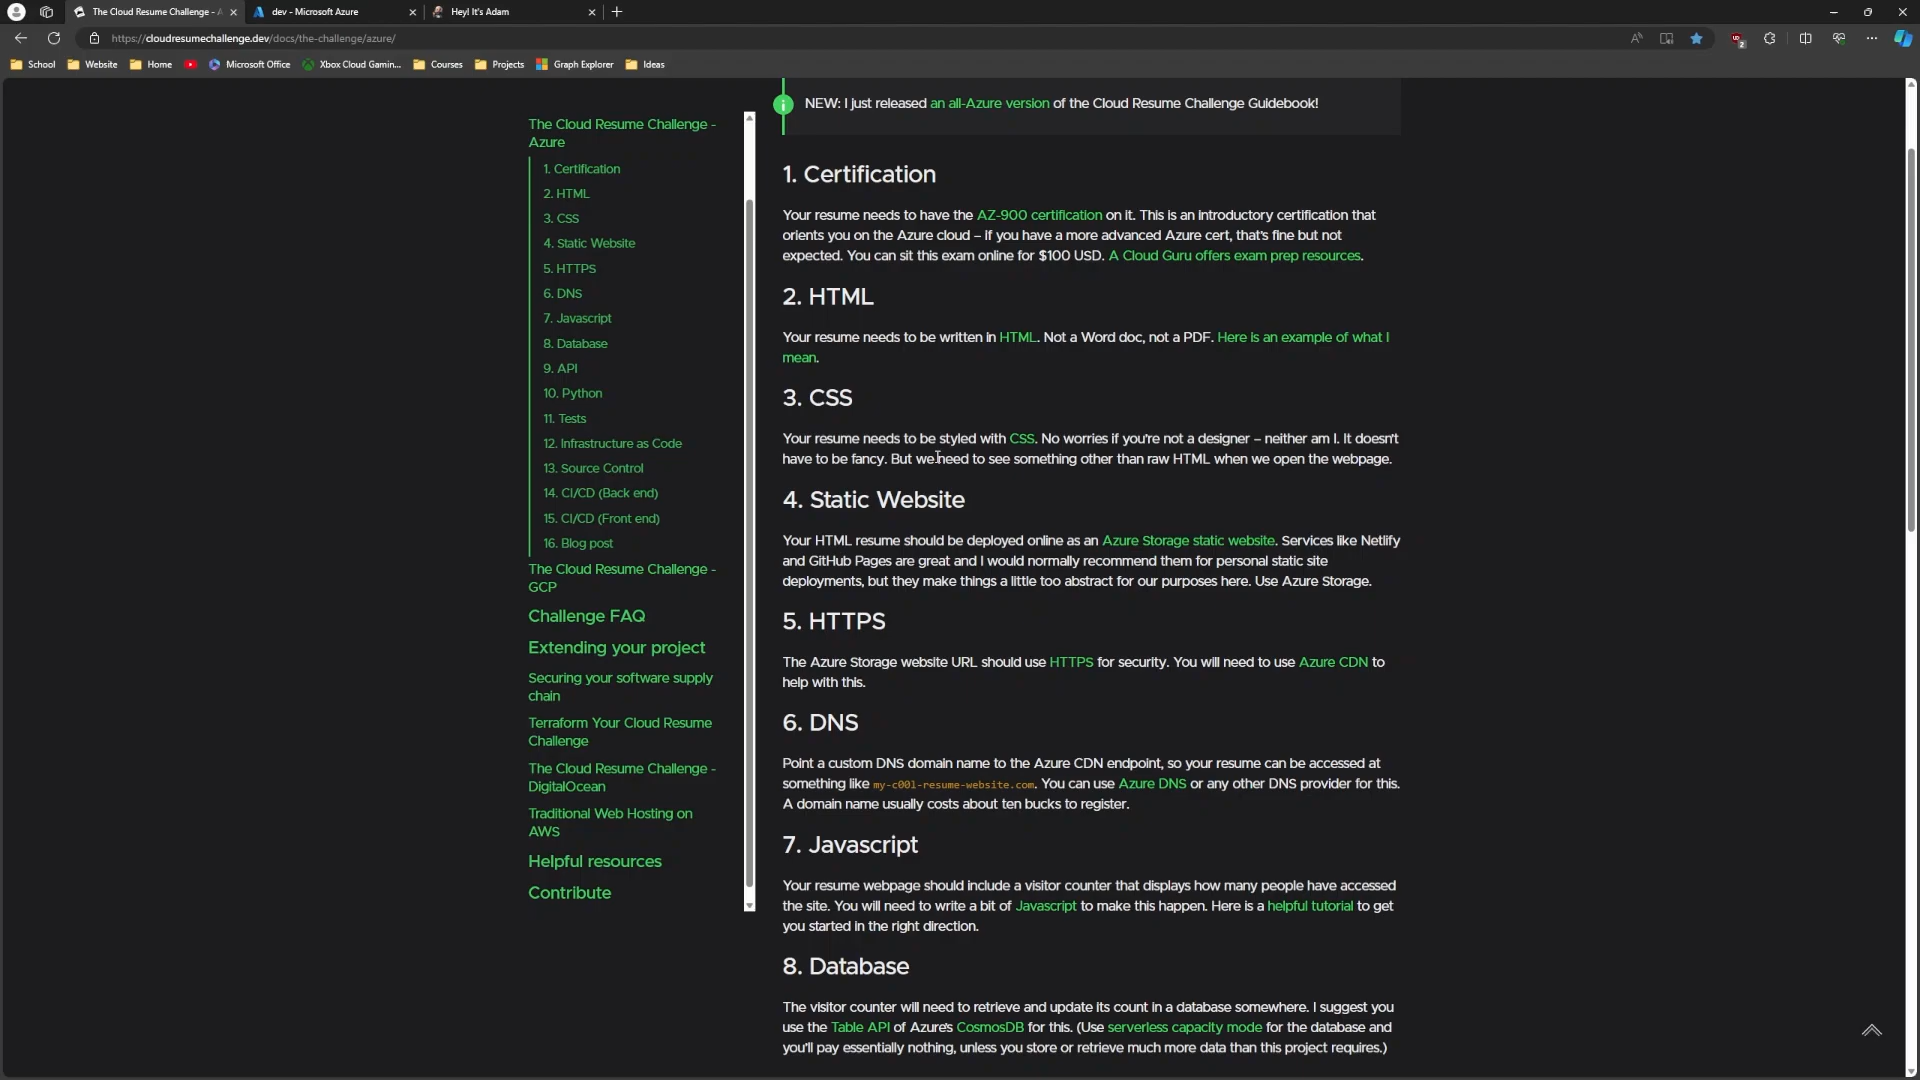 The Cloud Resume Challenge - A
dev - Microsoft Azure
Hey! It's Adam
https://cloudresumechallenge.dev/docs/the-challenge/azure/
School
Website
Home
Microsoft Office
Xbox Cloud Gamin...
Courses
Projects
Graph Explorer
Ideas
The Cloud Resume Challenge -
Azure
1. Certification
2. HTML
3. CSS
4. Static Website
5. HTTPS
6. DNS
7. Javascript
8. Database
9. API
10. Python
11. Tests
12. Infrastructure as Code
13. Source Control
14. CI/CD (Back end)
15. CI/CD (Front end)
16. Blog post
The Cloud Resume Challenge -
GCP
Challenge FAQ
Extending your project
Securing your software supply
chain
Terraform Your Cloud Resume
Challenge
The Cloud Resume Challenge -
DigitalOcean
Traditional Web Hosting on
AWS
Helpful resources
Contribute
NEW: I just released an all-Azure version of the Cloud Resume Challenge Guidebook!
1. Certification
Your resume needs to have the AZ-900 certification on it. This is an introductory certification that
orients you on the Azure cloud – if you have a more advanced Azure cert, that's fine but not
expected. You can sit this exam online for $100 USD. A Cloud Guru offers exam prep resources.
2. HTML
Your resume needs to be written in HTML. Not a Word doc, not a PDF. Here is an example of what I
mean.
3. CSS
Your resume needs to be styled with CSS. No worries if you're not a designer – neither am I. It doesn't
have to be fancy. But we need to see something other than raw HTML when we open the webpage.
4. Static Website
Your HTML resume should be deployed online as an Azure Storage static website. Services like Netlify
and GitHub Pages are great and I would normally recommend them for personal static site
deployments, but they make things a little too abstract for our purposes here. Use Azure Storage.
5. HTTPS
The Azure Storage website URL should use HTTPS for security. You will need to use Azure CDN to
help with this.
6. DNS
Point a custom DNS domain name to the Azure CDN endpoint, so your resume can be accessed at
something like my-c00l-resume-website.com. You can use Azure DNS or any other DNS provider for this.
A domain name usually costs about ten bucks to register.
7. Javascript
Your resume webpage should include a visitor counter that displays how many people have accessed
the site. You will need to write a bit of Javascript to make this happen. Here is a helpful tutorial to get
you started in the right direction.
8. Database
The visitor counter will need to retrieve and update its count in a database somewhere. I suggest you
use the Table API of Azure's CosmosDB for this. (Use serverless capacity mode for the database and
you'll pay essentially nothing, unless you store or retrieve much more data than this project requires.)